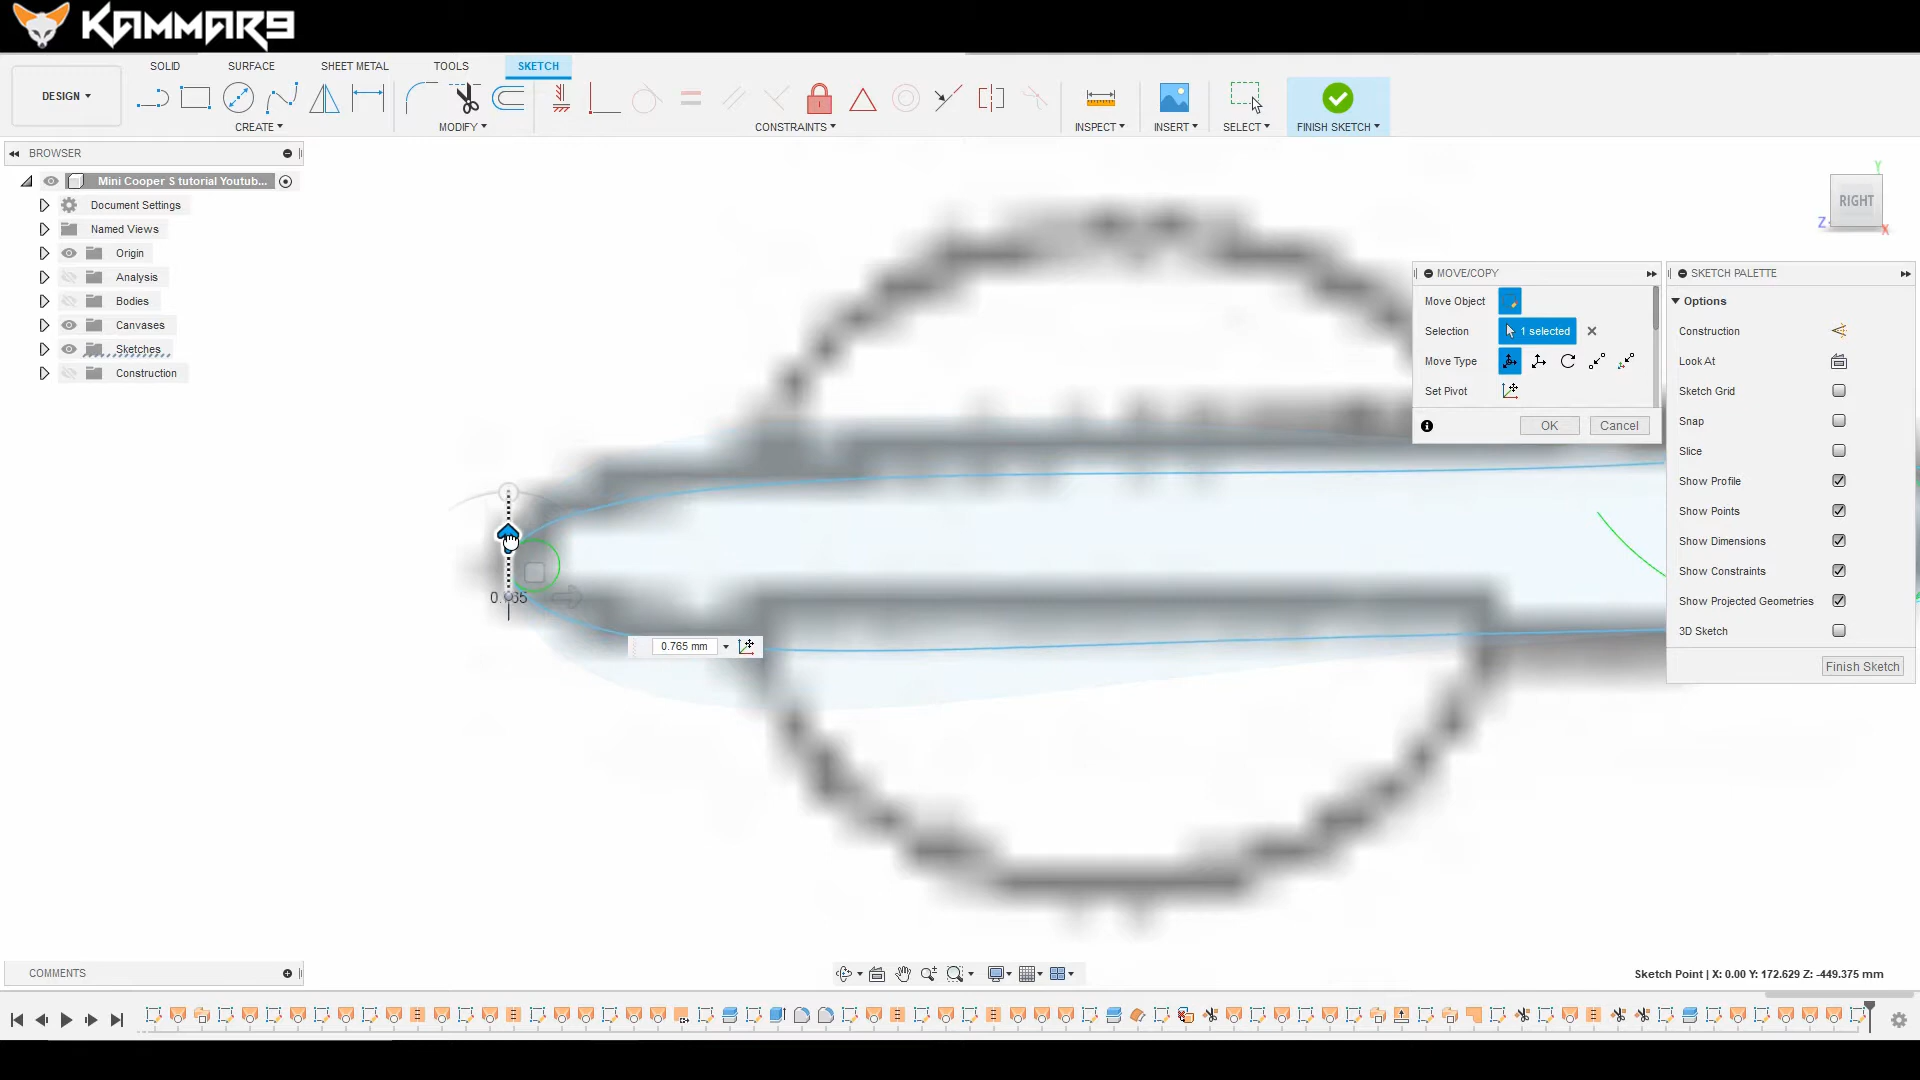 KAMMAR9
SOLID SURFACE SHEET METAL TOOLS SKETCH
DESIGN
CREATE MODIFY CONSTRAINTS INSPECT INSERT SELECT FINISH SKETCH
BROWSER
Mini Cooper S tutorial Youtub...
Document Settings
Named Views
Origin
Analysis
Bodies
Canvases
Sketches
Construction
Y
RIGHT
Z
X
MOVE/COPY
Move Object
Selection 1 selected
Move Type
Set Pivot
OK Cancel
SKETCH PALETTE
Options
Construction
Look At
Sketch Grid
Snap
Slice
Show Profile
Show Points
Show Dimensions
Show Constraints
Show Projected Geometries
3D Sketch
Finish Sketch
0.765
0.765 mm
COMMENTS
Sketch Point | X: 0.00 Y: 172.629 Z: -449.375 mm